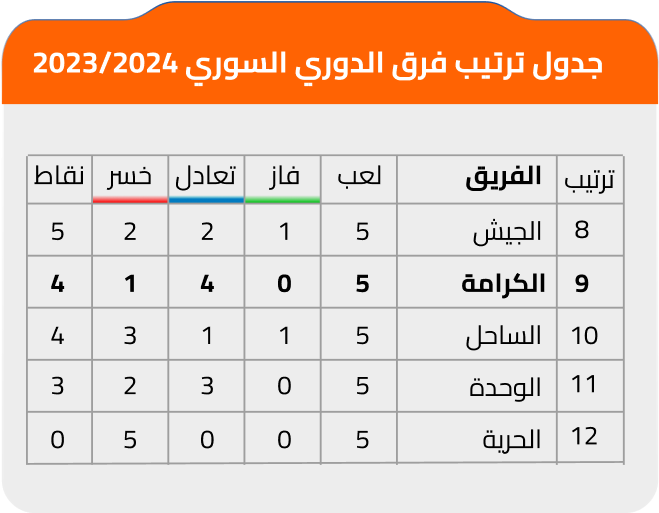 جدول ترتيب فرق الدوري السوري 2023/2024
ترتيب الفريق لعب فاز تعادل خسر نقاط
8 الجيش 5 1 2 2 5
9 الكرامة 5 0 4 1 4
10 الساحل 5 1 1 3 4
11 الوحدة 5 0 3 2 3
12 الحرية 5 0 0 5 0